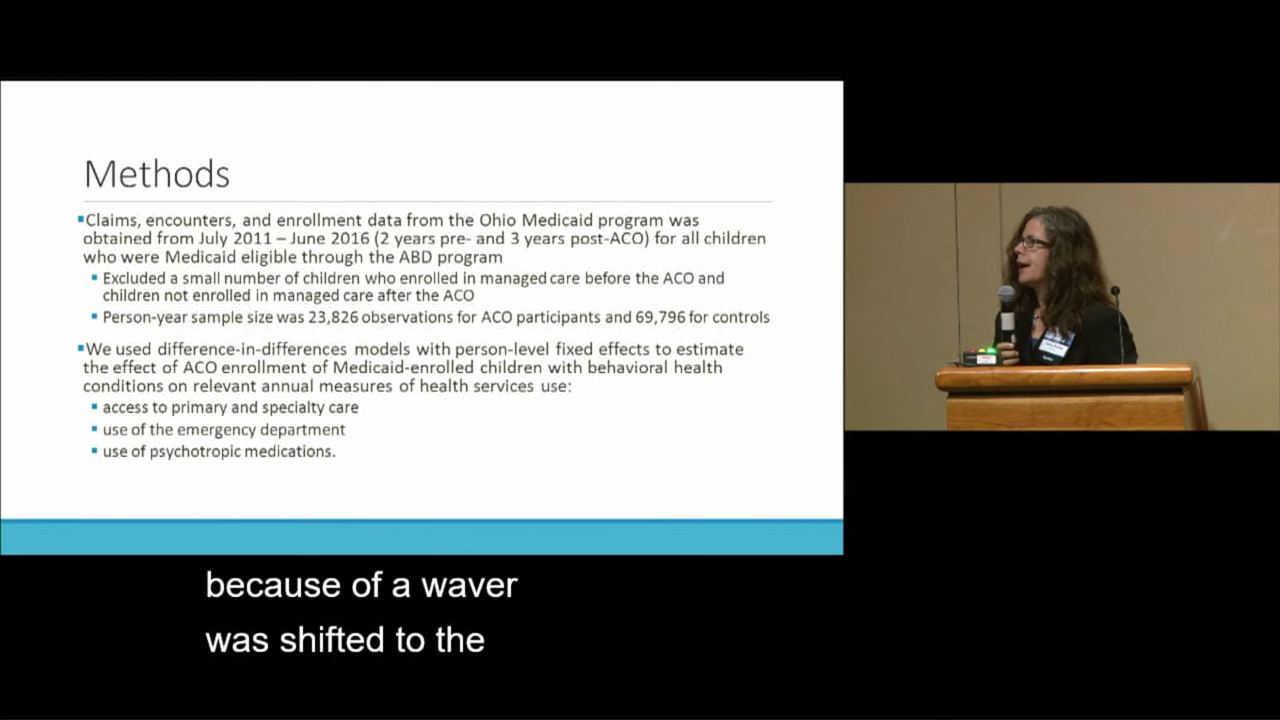 Methods
Claims, encounters, and enrollment data from the Ohio Medicaid program was
obtained from July 2011 – June 2016 (2 years pre- and 3 years post-ACO) for all children
who were Medicaid eligible through the ABD program
Excluded a small number of children who enrolled in managed care before the ACO and
children not enrolled in managed care after the ACO
Person-year sample size was 23,826 observations for ACO participants and 69,796 for controls
We used difference-in-differences models with person-level fixed effects to estimate
the effect of ACO enrollment of Medicaid-enrolled children with behavioral health
conditions on relevant annual measures of health services use:
access to primary and specialty care
use of the emergency department
use of psychotropic medications.
because of a waver
was shifted to the